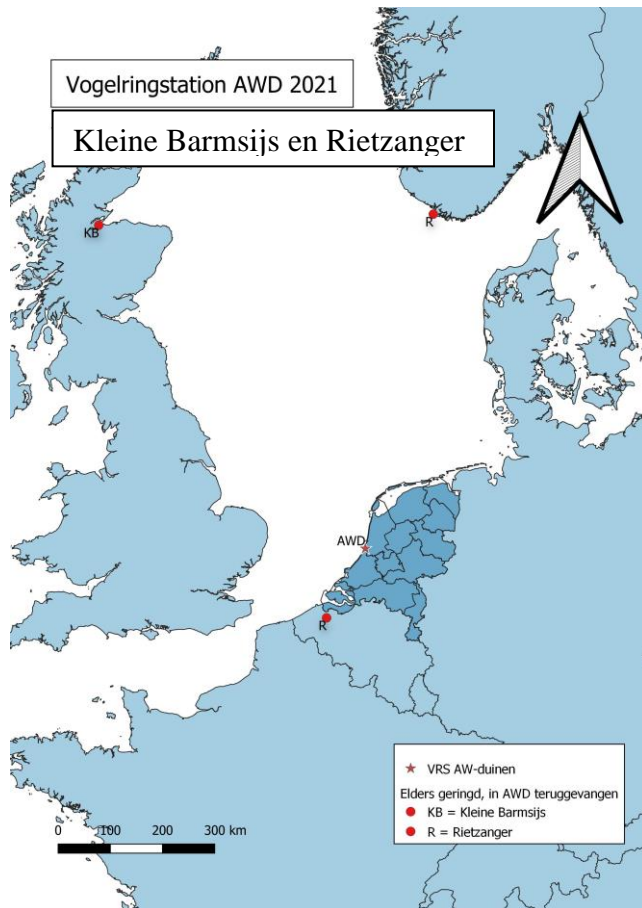 Vogelringstation AWD 2021
Kleine Barmsijs en Rietzanger
KB
R
AWD
R
VRS AW-duinen
Elders geringd, in AWD teruggevangen
KB = Kleine Barmsijs
R = Rietzanger
0 100 200 300 km